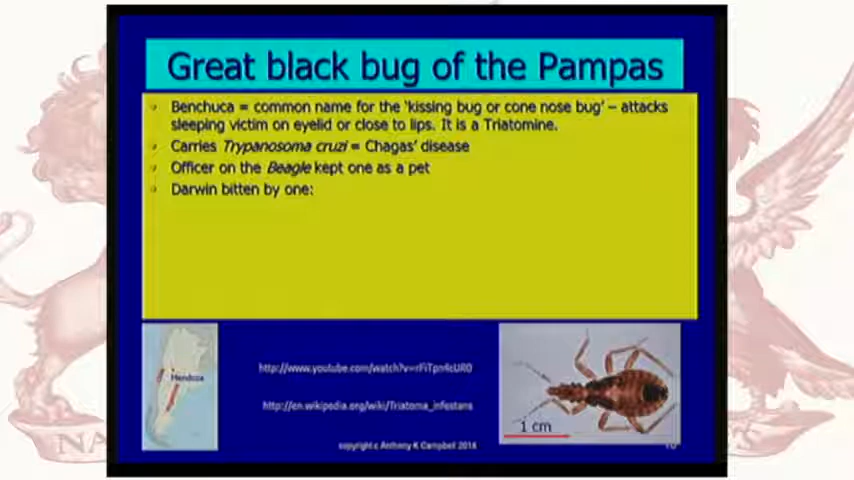 Great black bug of the Pampas
Benchuca = common name for the 'kissing bug or cone nose bug' – attacks
sleeping victim on eyelid or close to lips. It is a Triatomine.
Carries Trypanosoma cruzi = Chagas' disease
Officer on the Beagle kept one as a pet
Darwin bitten by one:
Mendoza
http://en.wikipedia.org/wiki/Triatoma_infestans
1 cm
copyright c Anthony K Campbell 2014
NA